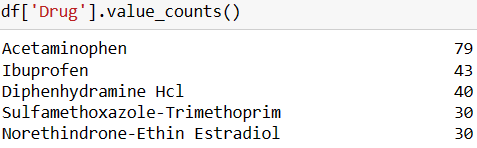 df['Drug'].value_counts()
Acetaminophen 79
Ibuprofen 43
Diphenhydramine Hcl 40
Sulfamethoxazole-Trimethoprim 30
Norethindrone-Ethin Estradiol 30